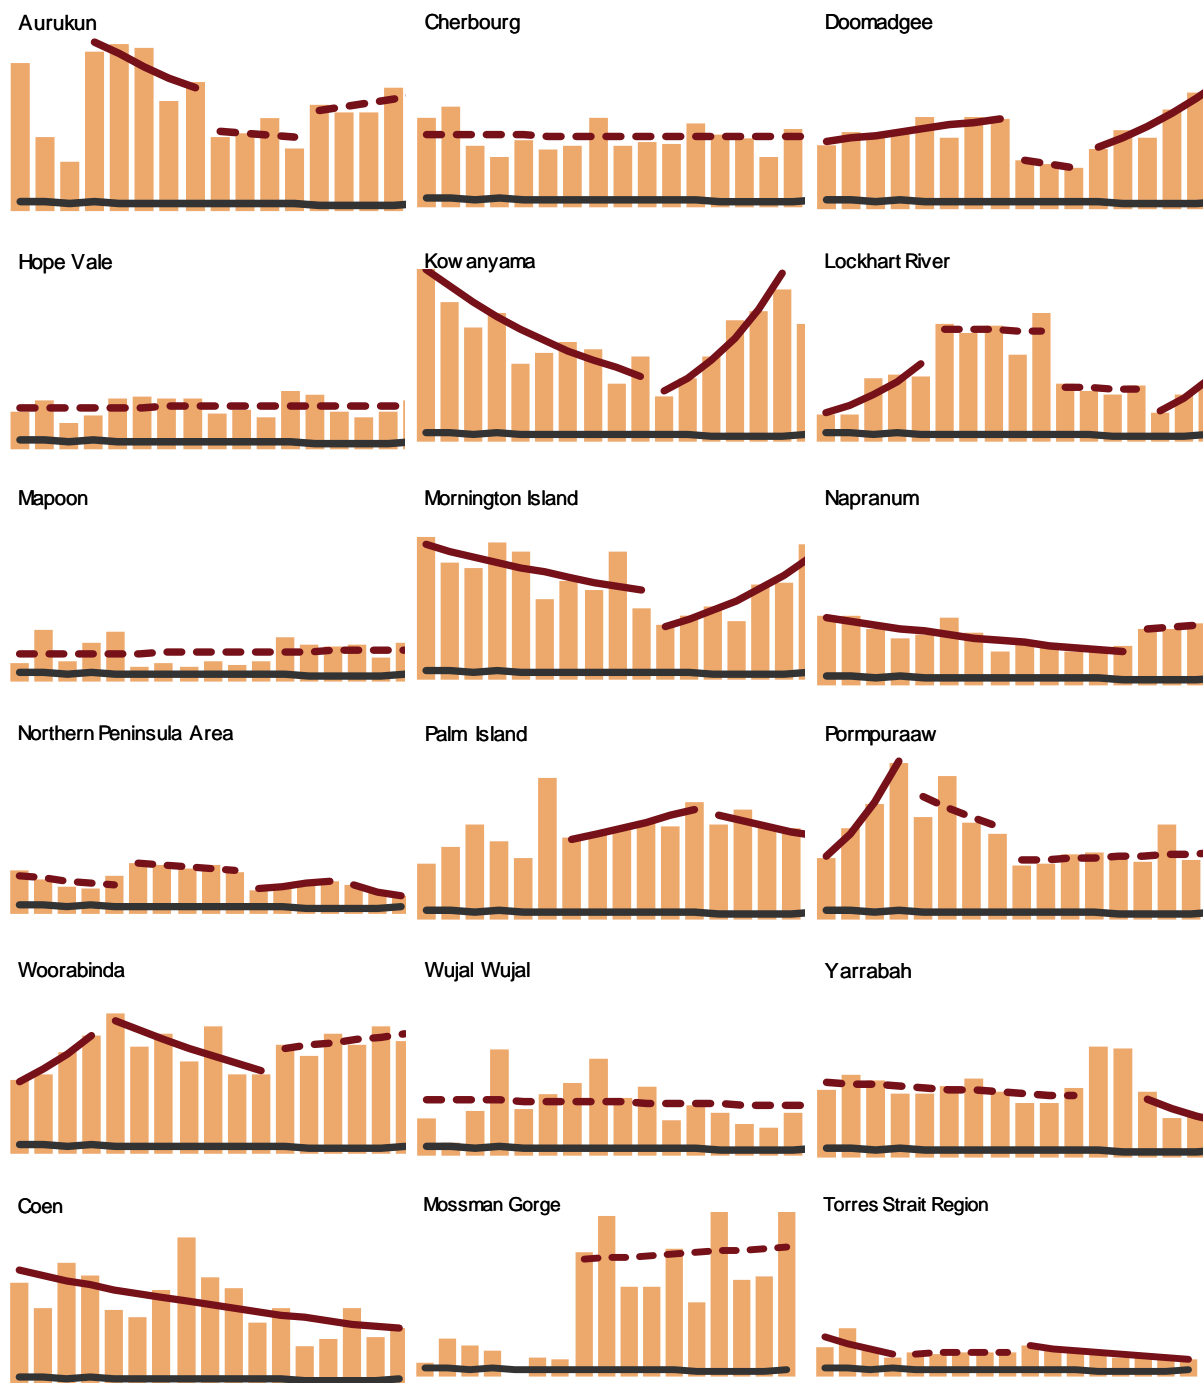 Aurukun
Cherbourg
Doomadgee
Hope Vale
Kowanyama
Lockhart River
Mapoon
Mornington Island
Napranum
Northern Peninsula Area
Palm Island
Pormpuraaw
Woorabinda
Wujal Wujal
Yarrabah
Coen
Mossman Gorge
Torres Strait Region